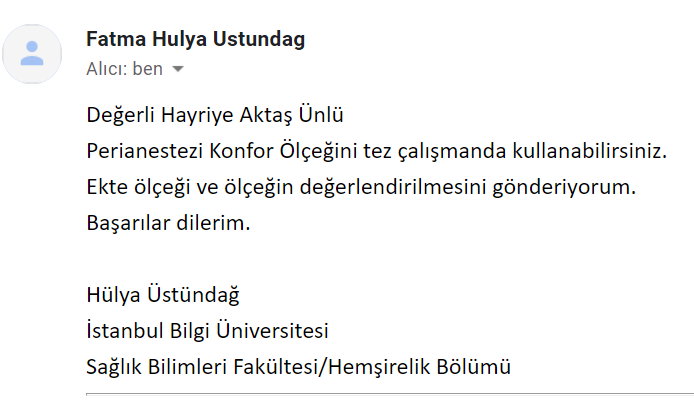 Fatma Hulya Ustundag
Alıcı: ben
Değerli Hayriye Aktaş Ünlü
Perianestezi Konfor Ölçeğini tez çalışmanda kullanabilirsiniz.
Ekte ölçeği ve ölçeğin değerlendirilmesini gönderiyorum.
Başarılar dilerim.
Hülya Üstündağ
İstanbul Bilgi Üniversitesi
Sağlık Bilimleri Fakültesi/Hemşirelik Bölümü